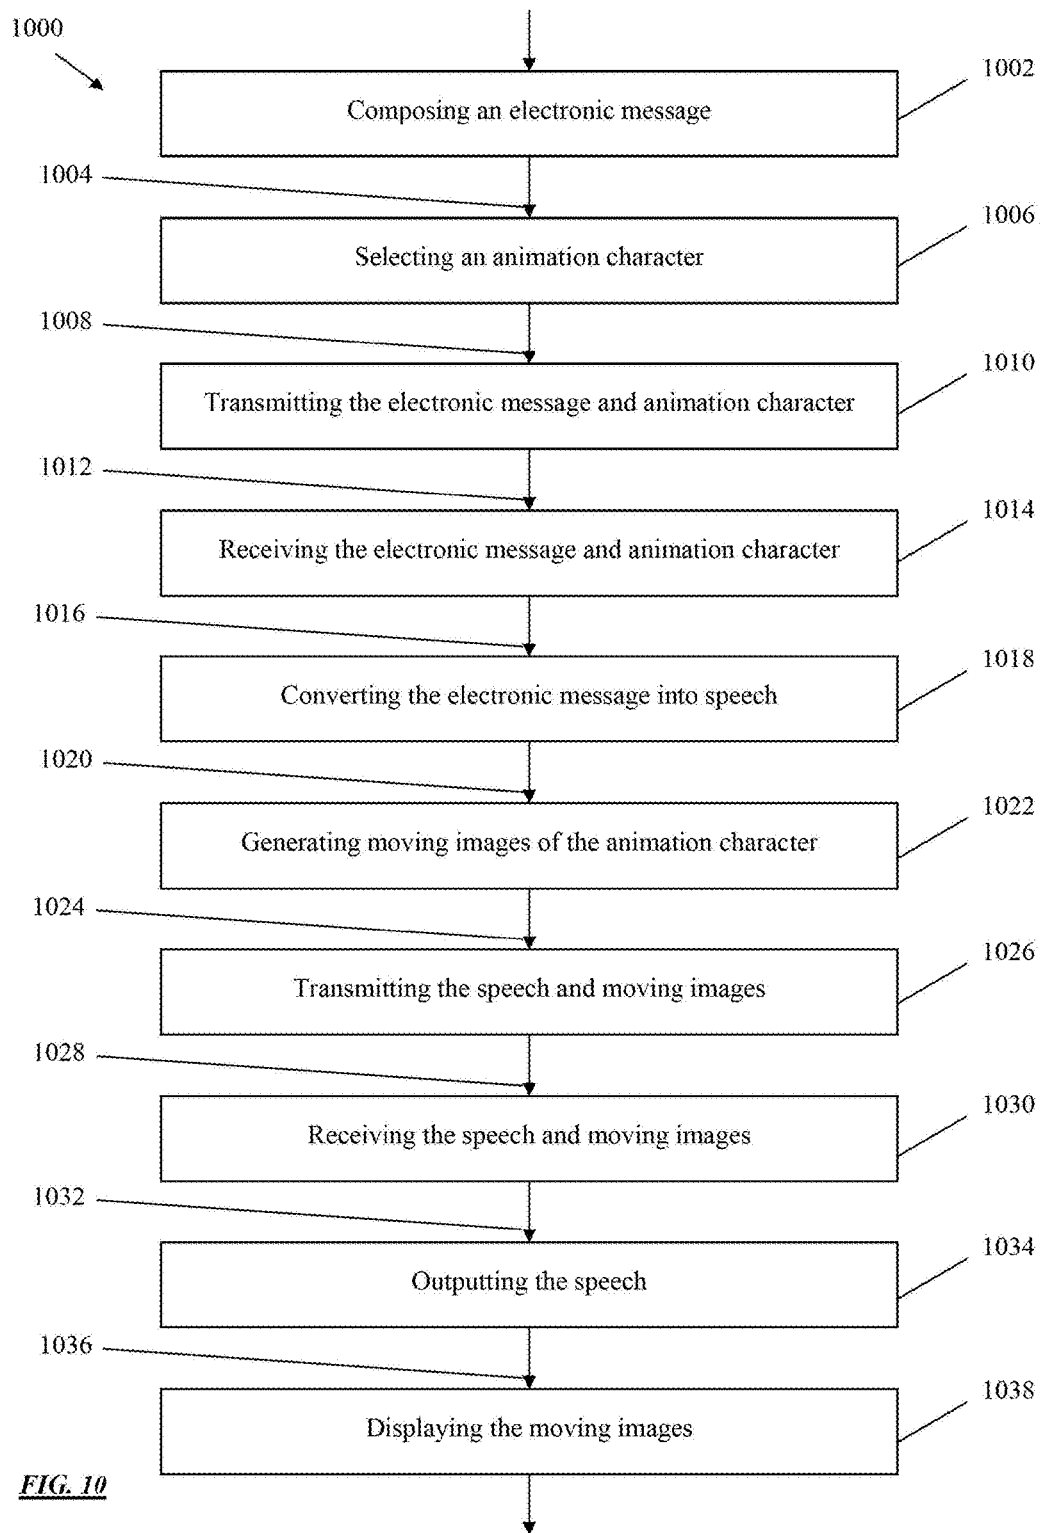 1000
1002
Composing an electronic message
1004
1006
Selecting an animation character
1008
1010
Transmitting the electronic message and animation character
1012
1014
Receiving the electronic message and animation character
1016
1018
Converting the electronic message into speech
1020
1022
Generating moving images of the animation character
1024
1026
Transmitting the speech and moving images
1028
1030
Receiving the speech and moving images
1032
1034
Outputting the speech
1036
1038
Displaying the moving images
FIG. 10